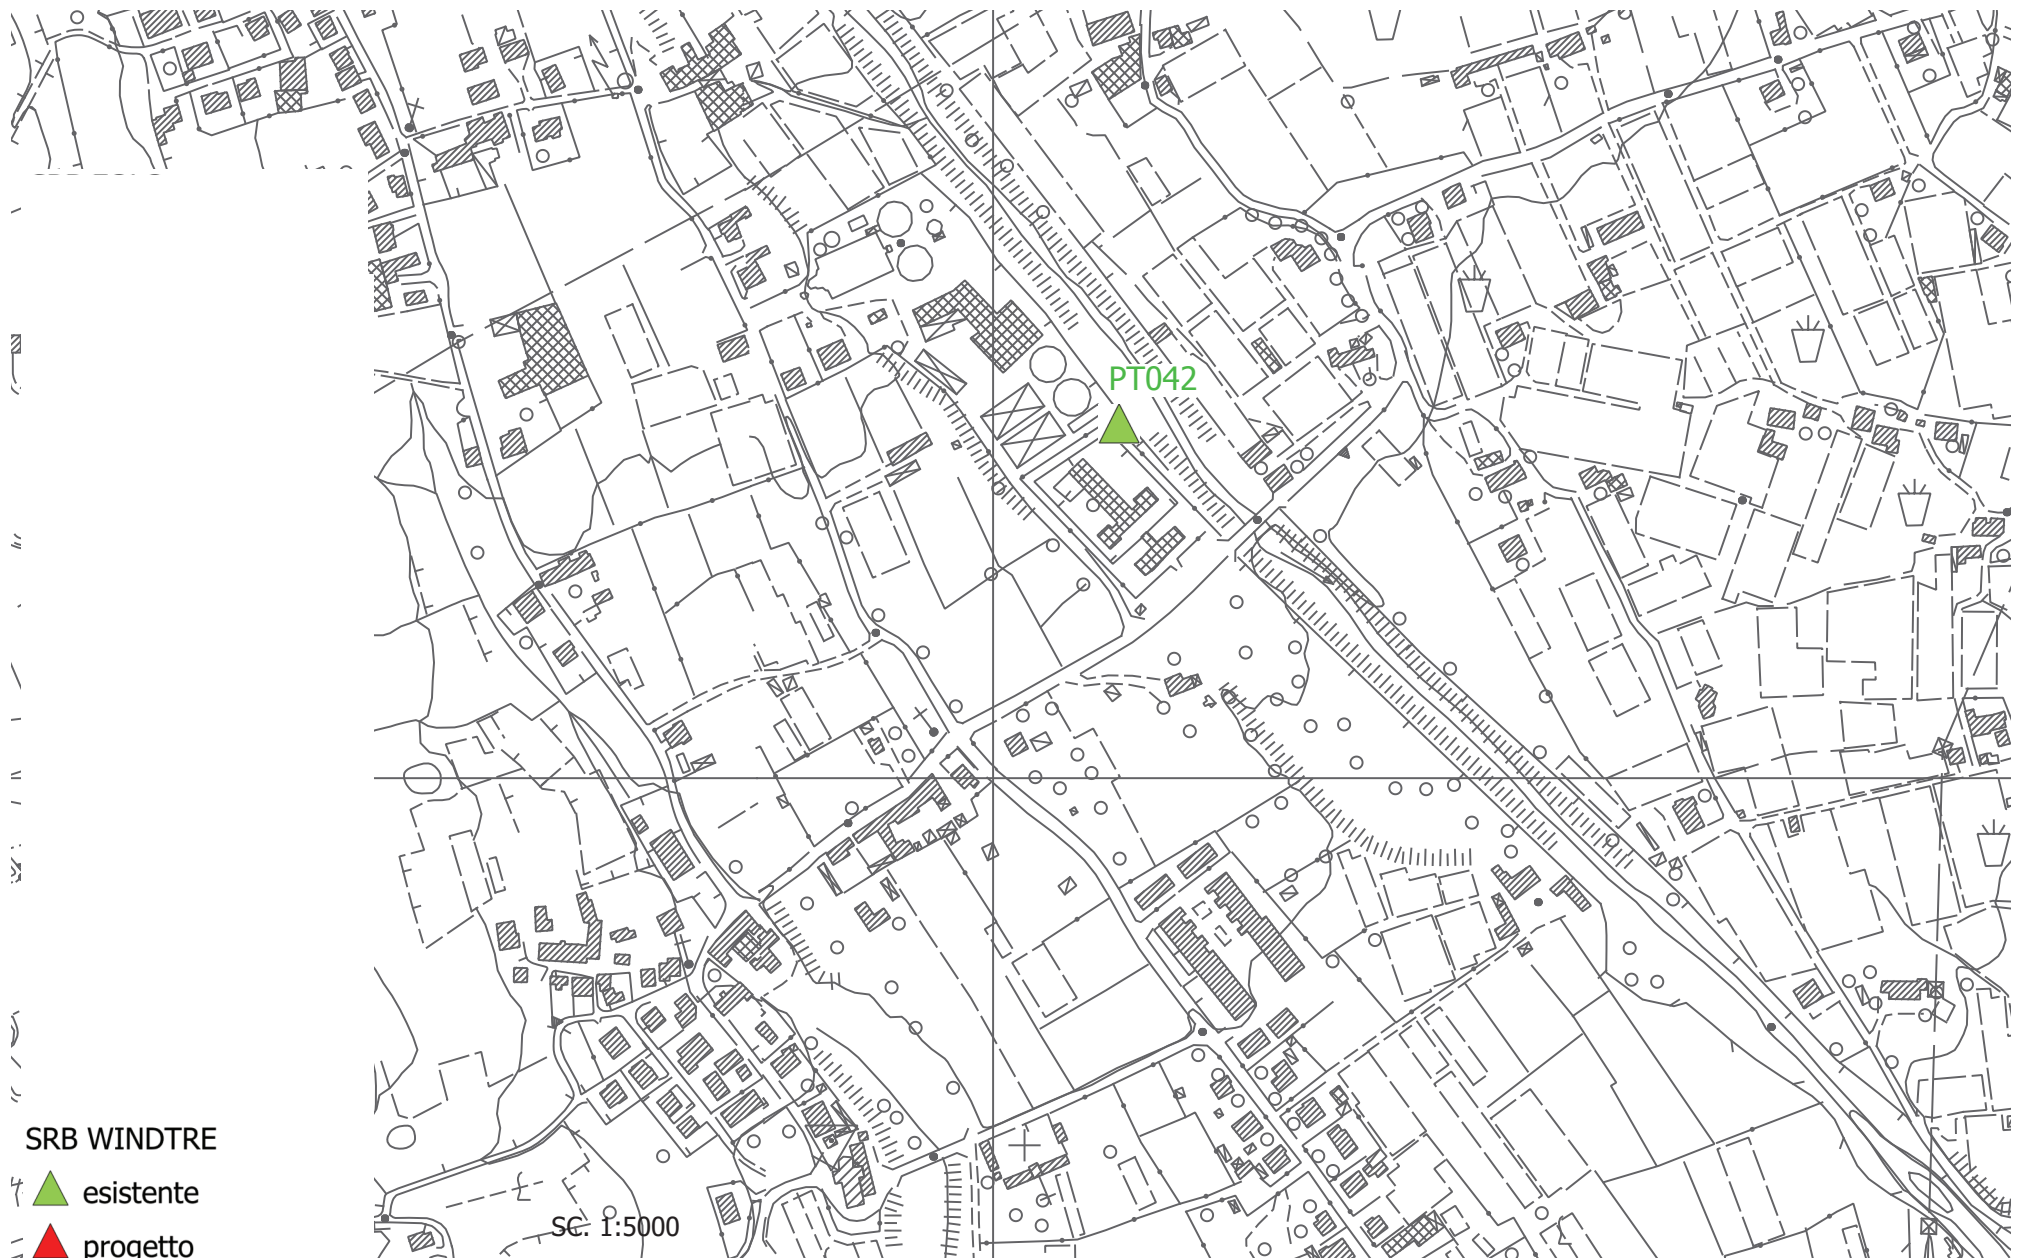 PT042
SRB WINDTRE
esistente
progetto
SC. 1:5000